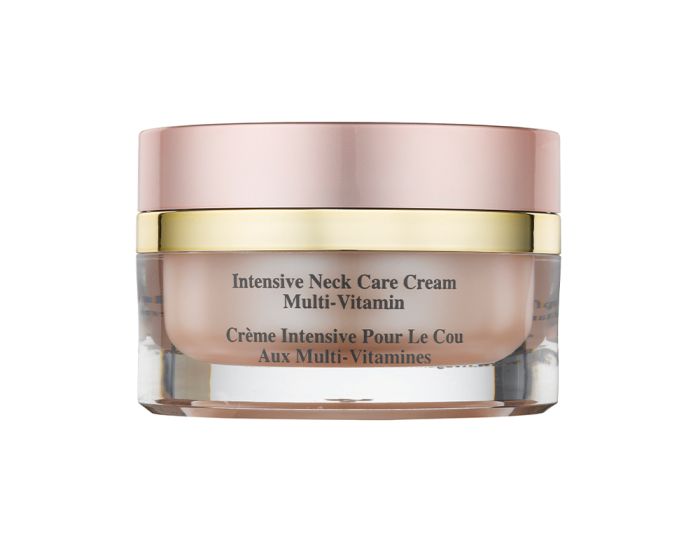 Intensive Neck Care Cream
Multi-Vitamin
Crème Intensive Pour Le Cou
Aux Multi-Vitamines